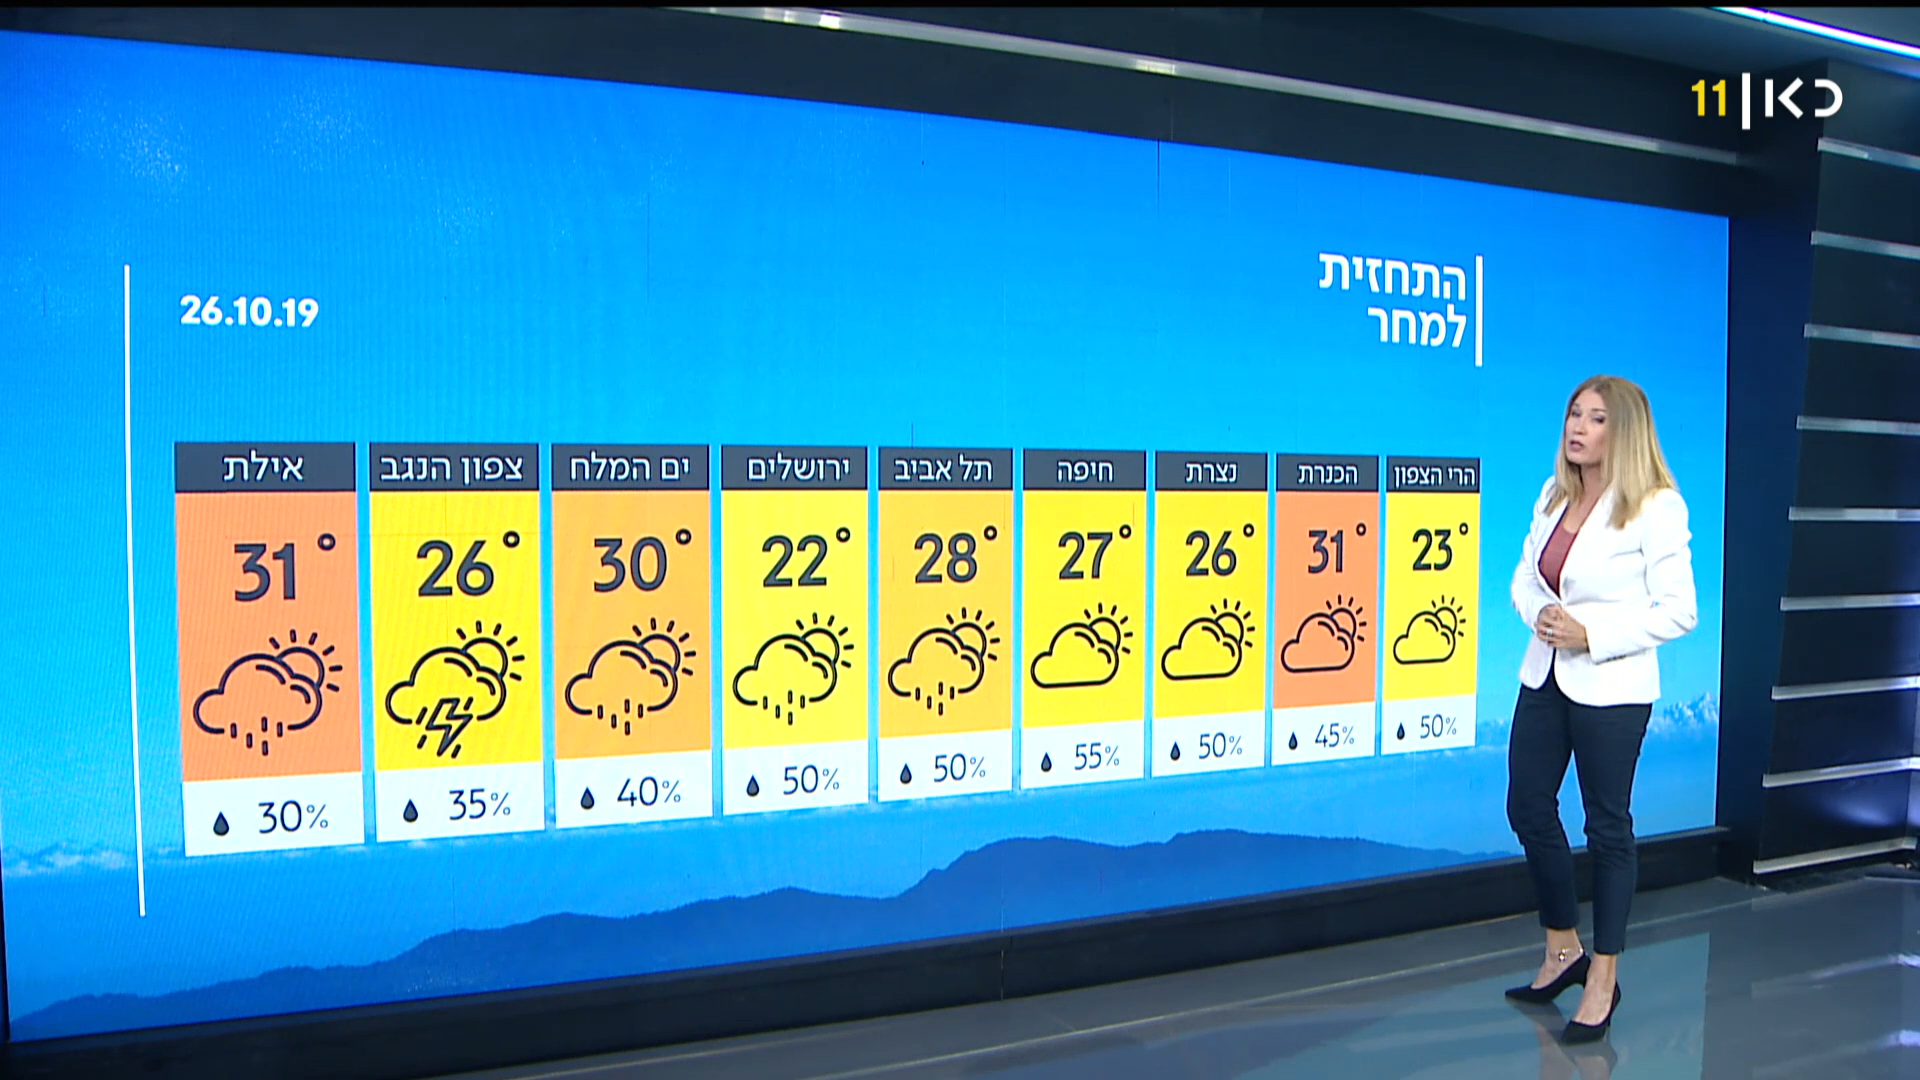 כאן|11
התחזית
למחר
26.10.19
הרי הצפון
23°
50%
הכנרת
31°
45%
נצרת
26°
50%
חיפה
27°
55%
תל אביב
28°
50%
ירושלים
22°
50%
ים המלח
30°
40%
צפון הנגב
26°
35%
אילת
31°
30%